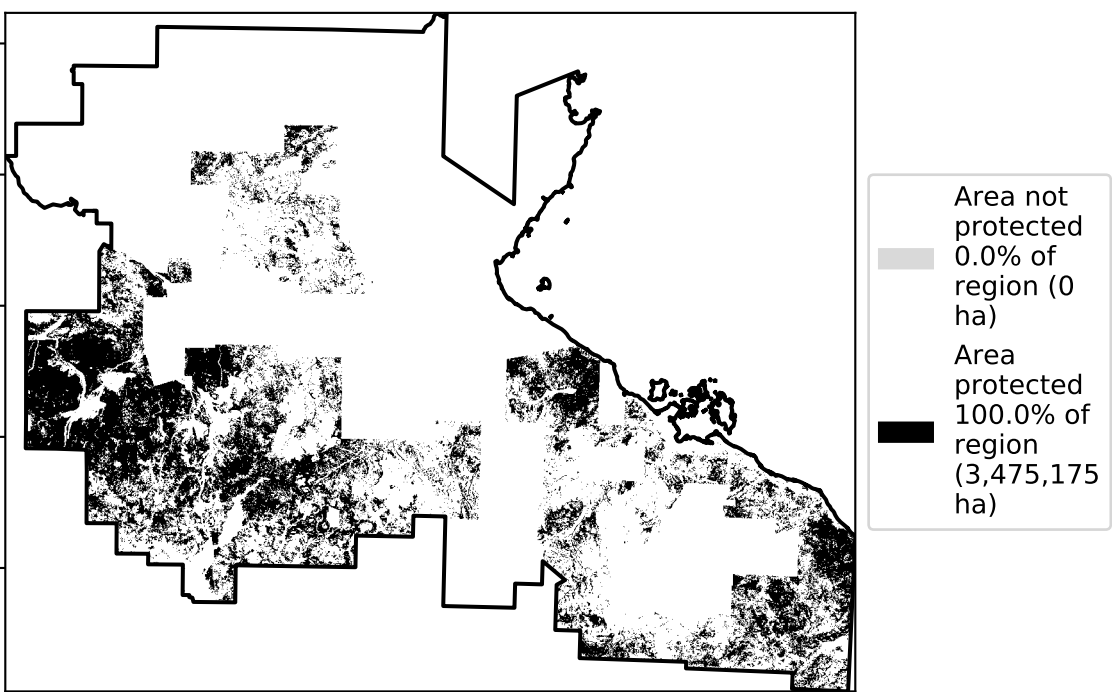 Area not
protected
0.0% of
region (0
ha)
Area
protected
100.0% of
region
(3,475,175
ha)